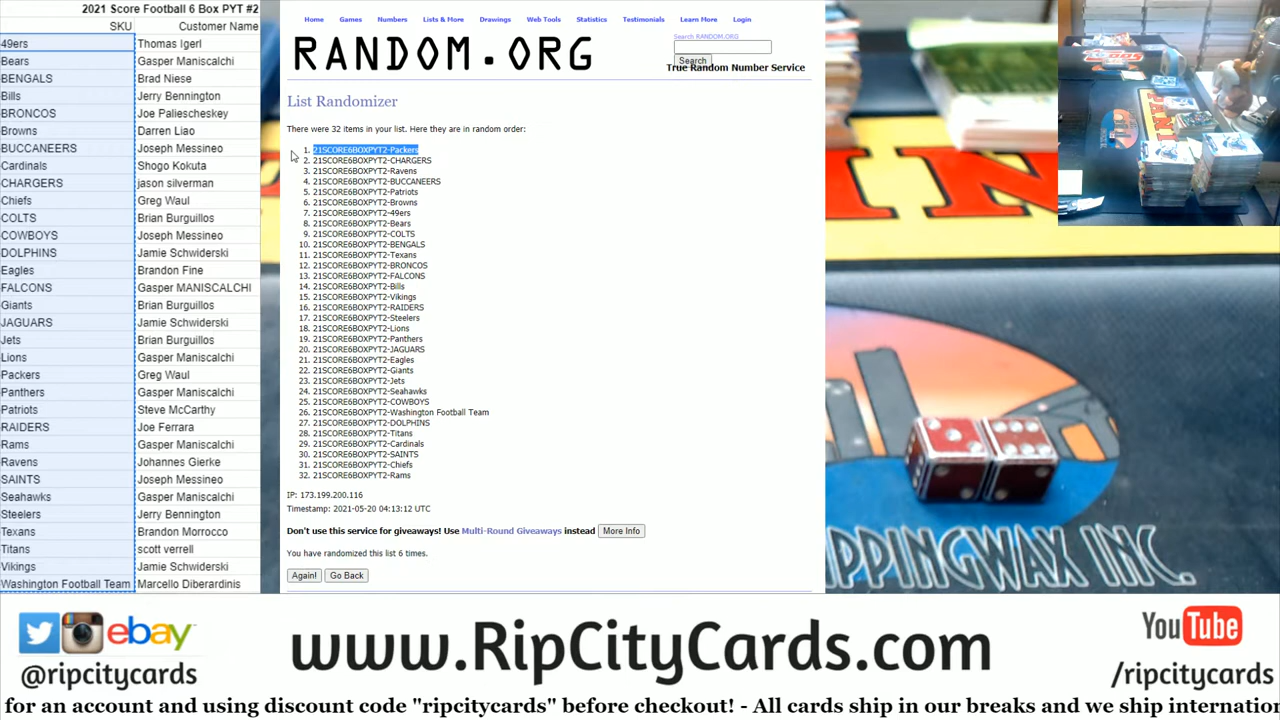 2021 Score Football 6 Box PYT #2
SKU Customer Name
49ers Thomas Igerl
Bears Gasper Maniscalchi
BENGALS Brad Niese
Bills Jerry Bennington
BRONCOS Joe Paliescheskey
Browns Darren Liao
BUCCANEERS Joseph Messineo
Cardinals Shogo Kokuta
CHARGERS jason silverman
Chiefs Greg Waul
COLTS Brian Burguillos
COWBOYS Joseph Messineo
DOLPHINS Jamie Schwiderski
Eagles Brandon Fine
FALCONS Gasper MANISCALCHI
Giants Brian Burguillos
JAGUARS Jamie Schwiderski
Jets Brian Burguillos
Lions Gasper Maniscalchi
Packers Greg Waul
Panthers Gasper Maniscalchi
Patriots Steve McCarthy
RAIDERS Joe Ferrara
Rams Gasper Maniscalchi
Ravens Johannes Gierke
SAINTS Joseph Messineo
Seahawks Gasper Maniscalchi
Steelers Jerry Bennington
Texans Brandon Morrocco
Titans scott verrell
Vikings Jamie Schwiderski
Washington Football Team Marcello Diberardinis
Home Games Numbers Lists & More Drawings Web Tools Statistics Testimonials Learn More Login
RANDOM.ORG
Search RANDOM.ORG
Search
True Random Number Service
List Randomizer
There were 32 items in your list. Here they are in random order:
1. 21SCORE6BOXPYT2-Packers
2. 21SCORE6BOXPYT2-CHARGERS
3. 21SCORE6BOXPYT2-Ravens
4. 21SCORE6BOXPYT2-BUCCANEERS
5. 21SCORE6BOXPYT2-Patriots
6. 21SCORE6BOXPYT2-Browns
7. 21SCORE6BOXPYT2-49ers
8. 21SCORE6BOXPYT2-Bears
9. 21SCORE6BOXPYT2-COLTS
10. 21SCORE6BOXPYT2-BENGALS
11. 21SCORE6BOXPYT2-Texans
12. 21SCORE6BOXPYT2-BRONCOS
13. 21SCORE6BOXPYT2-FALCONS
14. 21SCORE6BOXPYT2-Bills
15. 21SCORE6BOXPYT2-Vikings
16. 21SCORE6BOXPYT2-RAIDERS
17. 21SCORE6BOXPYT2-Steelers
18. 21SCORE6BOXPYT2-Lions
19. 21SCORE6BOXPYT2-Panthers
20. 21SCORE6BOXPYT2-JAGUARS
21. 21SCORE6BOXPYT2-Eagles
22. 21SCORE6BOXPYT2-Giants
23. 21SCORE6BOXPYT2-Jets
24. 21SCORE6BOXPYT2-Seahawks
25. 21SCORE6BOXPYT2-COWBOYS
26. 21SCORE6BOXPYT2-Washington Football Team
27. 21SCORE6BOXPYT2-DOLPHINS
28. 21SCORE6BOXPYT2-Titans
29. 21SCORE6BOXPYT2-Cardinals
30. 21SCORE6BOXPYT2-SAINTS
31. 21SCORE6BOXPYT2-Chiefs
32. 21SCORE6BOXPYT2-Rams
IP: 173.199.200.116
Timestamp: 2021-05-20 04:13:12 UTC
Don't use this service for giveaways! Use Multi-Round Giveaways instead More Info
You have randomized this list 6 times.
Again! Go Back
PPINGWAX INC.
ebay
@ripcitycards
www.RipCityCards.com
YouTube
/ripcitycards
for an account and using discount code "ripcitycards" before checkout! - All cards ship in our breaks and we ship internation